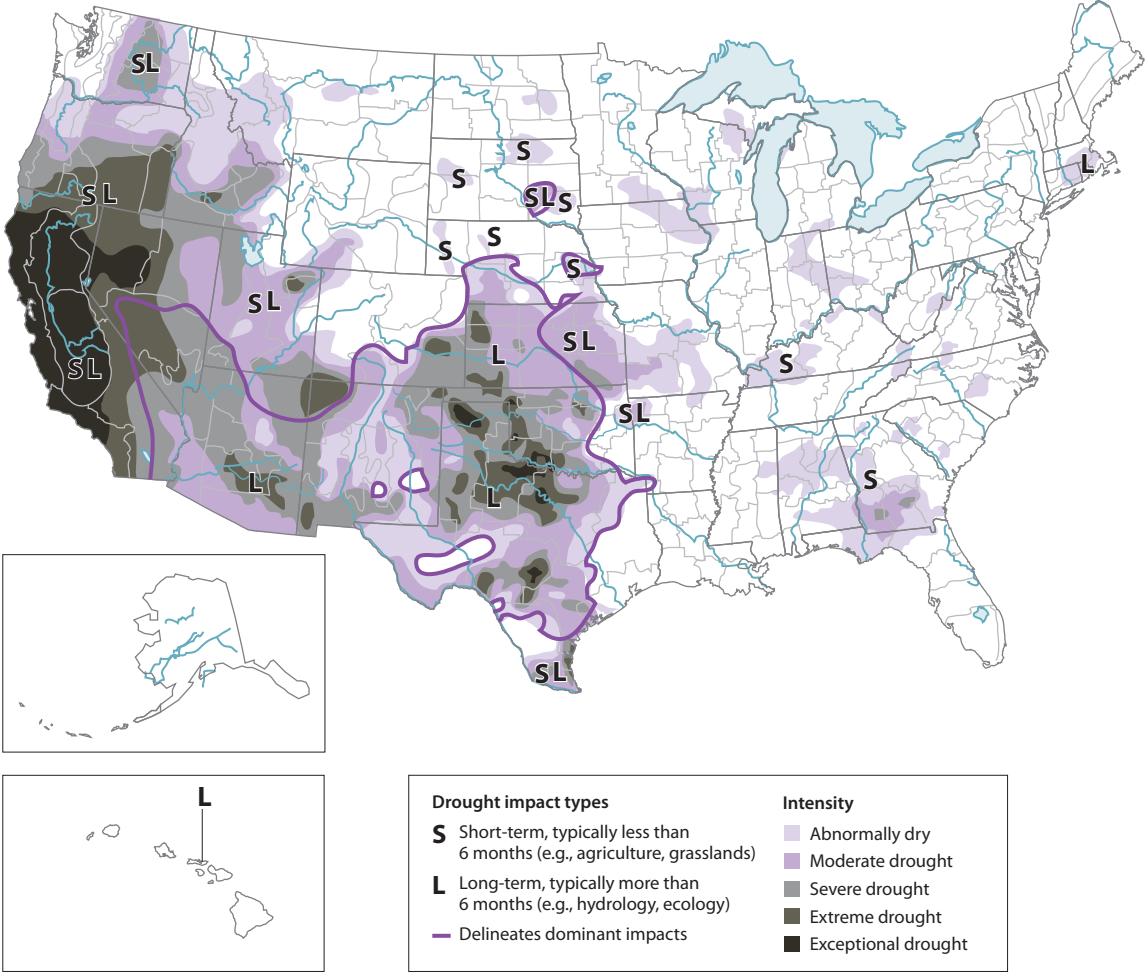 SL
S
S
L
SL
S
SL
S
S
S
SL
SL
L
SL
S
SL
L
S
L
SL
L
Drought impact types
S Short-term, typically less than
6 months (e.g., agriculture, grasslands)
L Long-term, typically more than
6 months (e.g., hydrology, ecology)
Delineates dominant impacts
Intensity
Abnormally dry
Moderate drought
Severe drought
Extreme drought
Exceptional drought